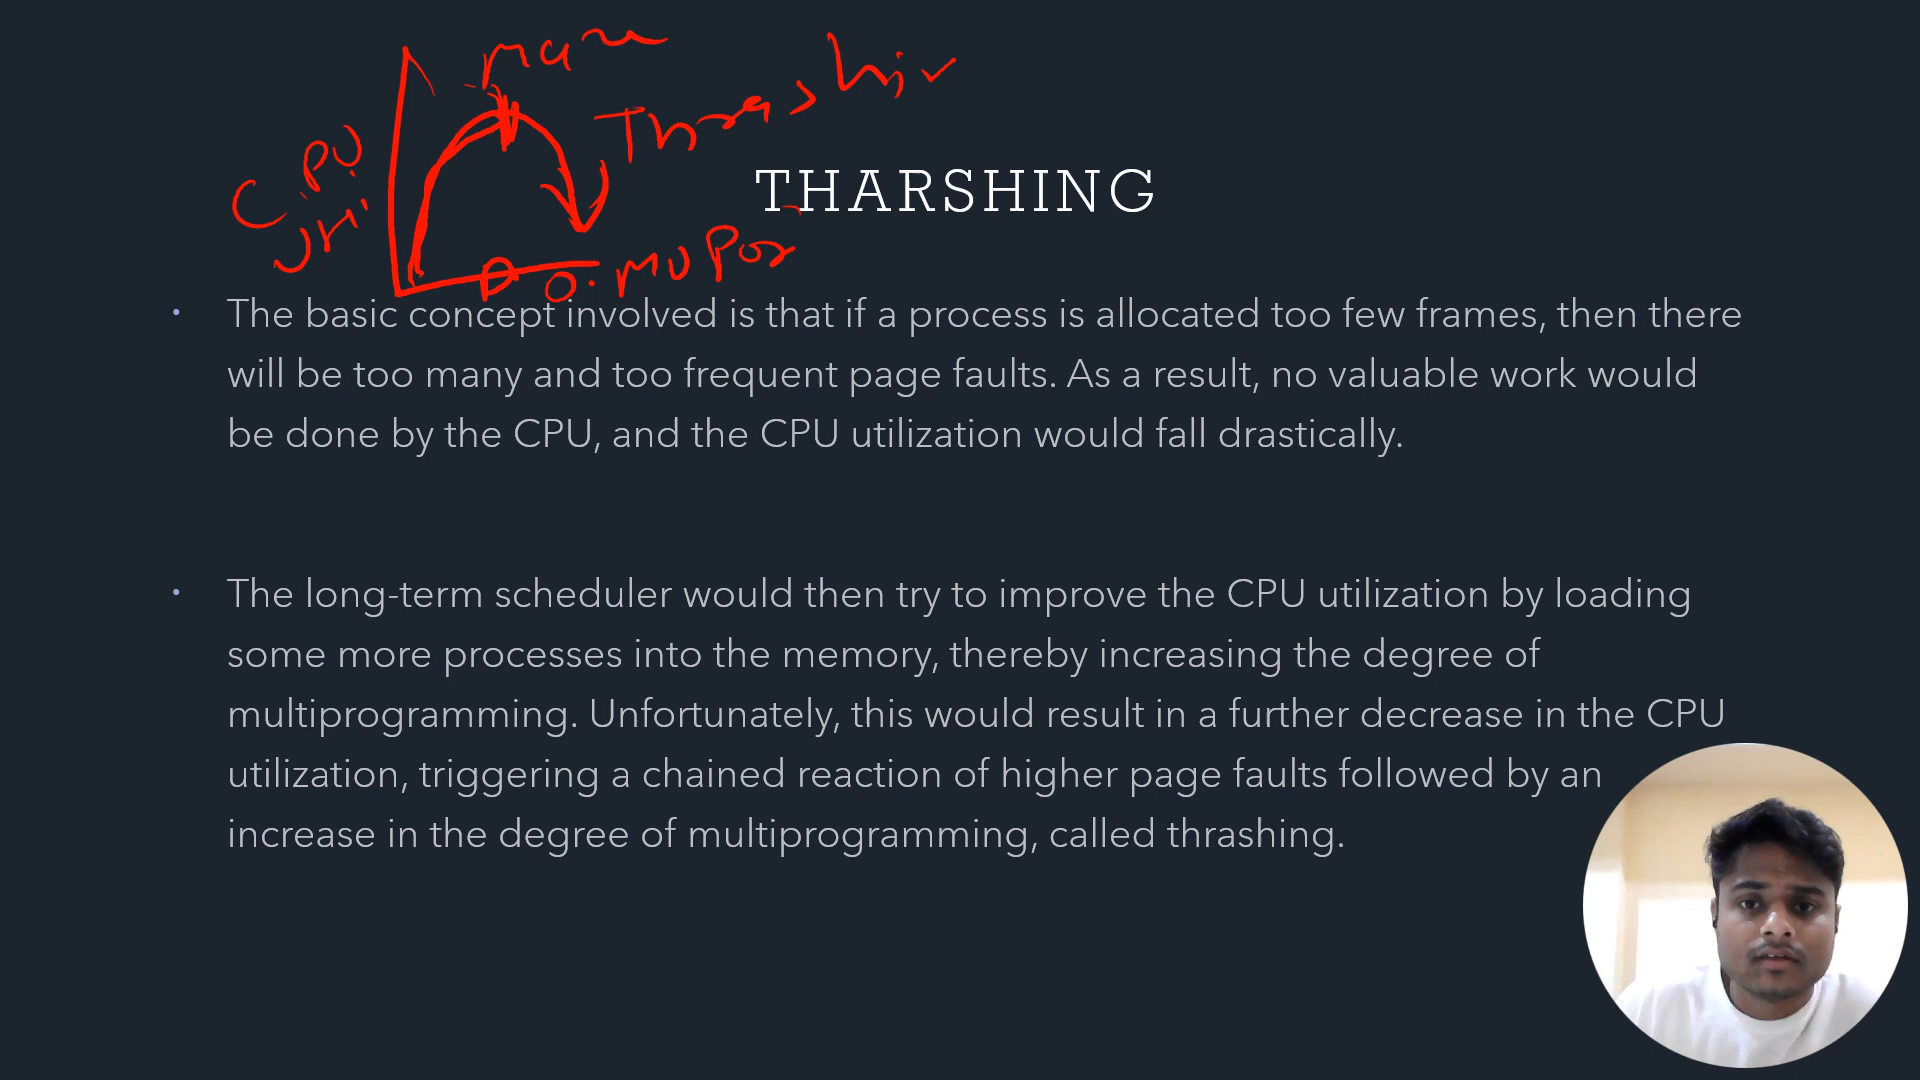 max
Thrashin
CPU
Uti
THARSHING
The basic concept involved is that if a process is allocated too few frames, then there
will be too many and too frequent page faults. As a result, no valuable work would
be done by the CPU, and the CPU utilization would fall drastically.
The long-term scheduler would then try to improve the CPU utilization by loading
some more processes into the memory, thereby increasing the degree of
multiprogramming. Unfortunately, this would result in a further decrease in the CPU
utilization, triggering a chained reaction of higher page faults followed by an
increase in the degree of multiprogramming, called thrashing.